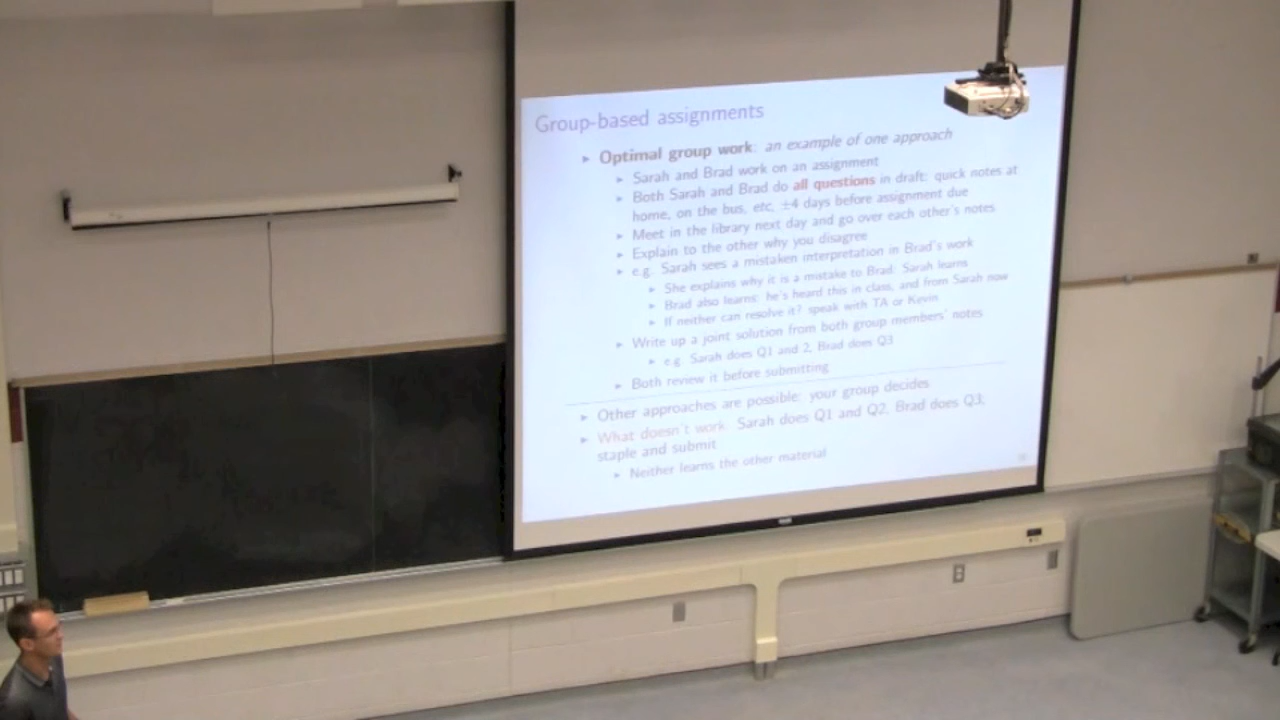 Group-based assignments
▸ Optimal group work: an example of one approach
▸ Sarah and Brad work on an assignment
▸ Both Sarah and Brad do all questions in draft: quick notes at
home, on the bus, etc, ±4 days before assignment due
▸ Meet in the library next day and go over each other's notes
▸ Explain to the other why you disagree
▸ e.g. Sarah sees a mistaken interpretation in Brad's work
▸ She explains why it is a mistake to Brad: Sarah learns
▸ Brad also learns: he's heard this in class, and from Sarah now
▸ If neither can resolve it? speak with TA or Kevin
▸ Write up a joint solution from both group members' notes
▸ e.g. Sarah does Q1 and 2, Brad does Q3
▸ Both review it before submitting
▸ Other approaches are possible: your group decides
▸ What doesn't work: Sarah does Q1 and Q2, Brad does Q3;
staple and submit
▸ Neither learns the other material